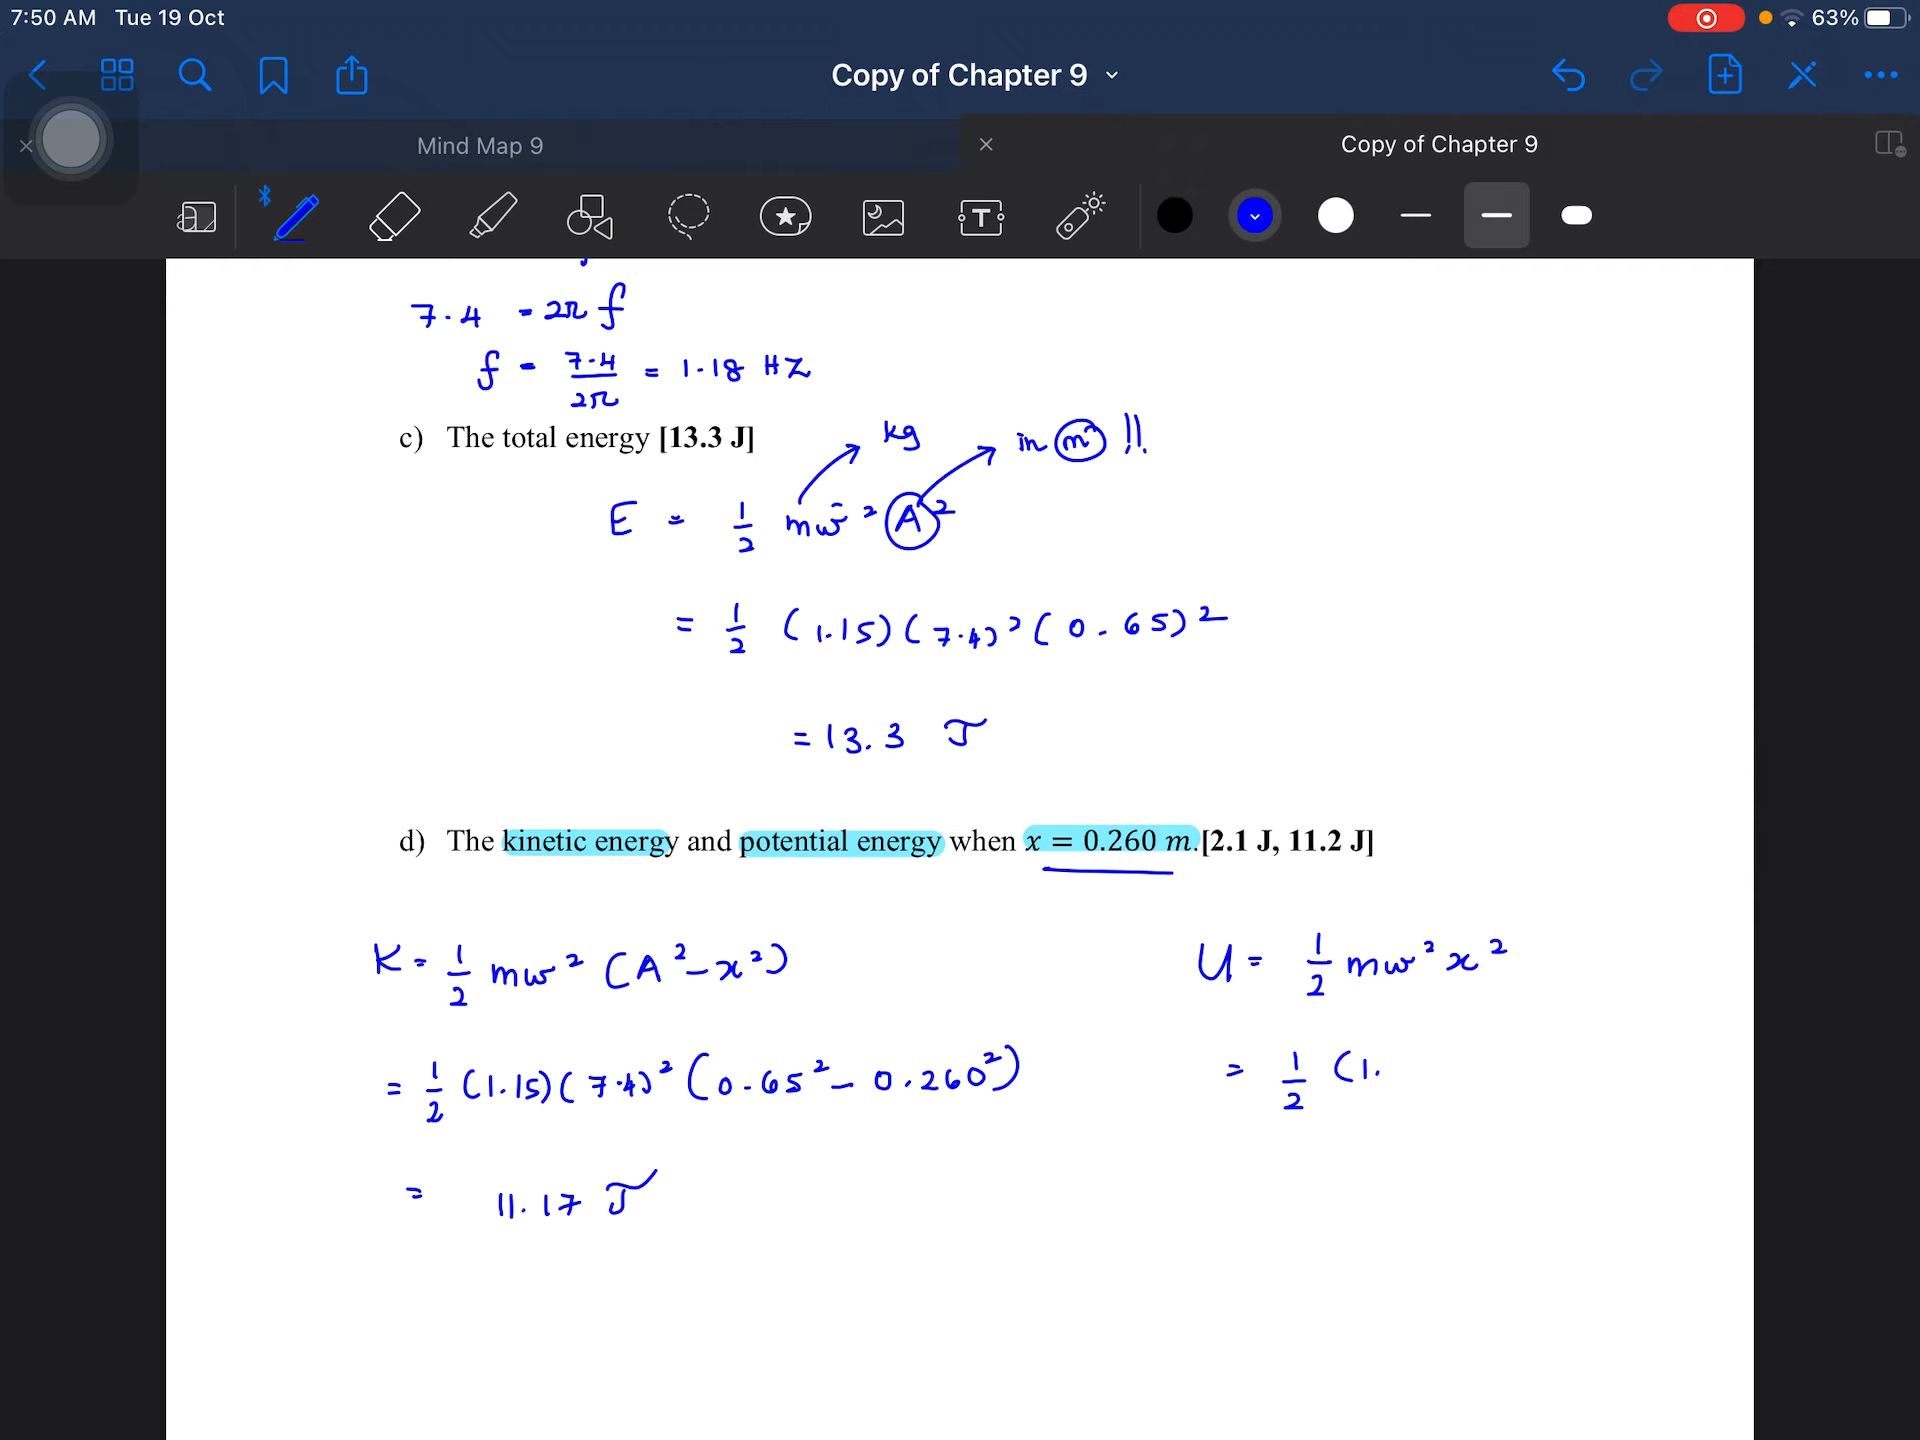 7:50 AM Tue 19 Oct
63%
Copy of Chapter 9
Mind Map 9
Copy of Chapter 9
7.4 = 2π f
f = 7.4/2π = 1.18 HZ
c) The total energy [13.3 J]
kg
in m !!
E = 1/2 mω² A²
= 1/2 (1.15)(7.4)²(0.65)²
= 13.3 J
d) The kinetic energy and potential energy when x = 0.260 m.[2.1 J, 11.2 J]
K = 1/2 mω² (A² – x²)
U = 1/2 mω² x²
= 1/2 (1.15)(7.4)² (0.65² – 0.260²)
= 1/2 (1.
= 11.17 J